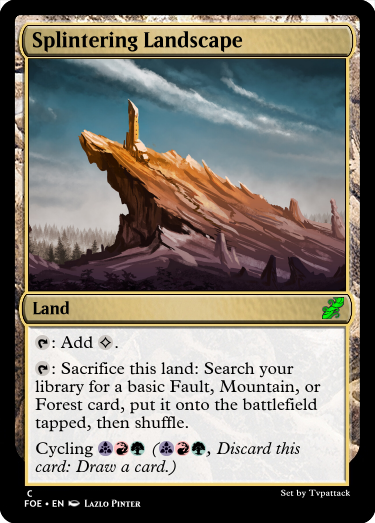 Splintering Landscape
Land
: Add .
: Sacrifice this land: Search your
library for a basic Fault, Mountain, or
Forest card, put it onto the battlefield
tapped, then shuffle.
Cycling ( , Discard this
card: Draw a card.)
C
FOE • EN Lazlo Pinter
Set by Tvpattack